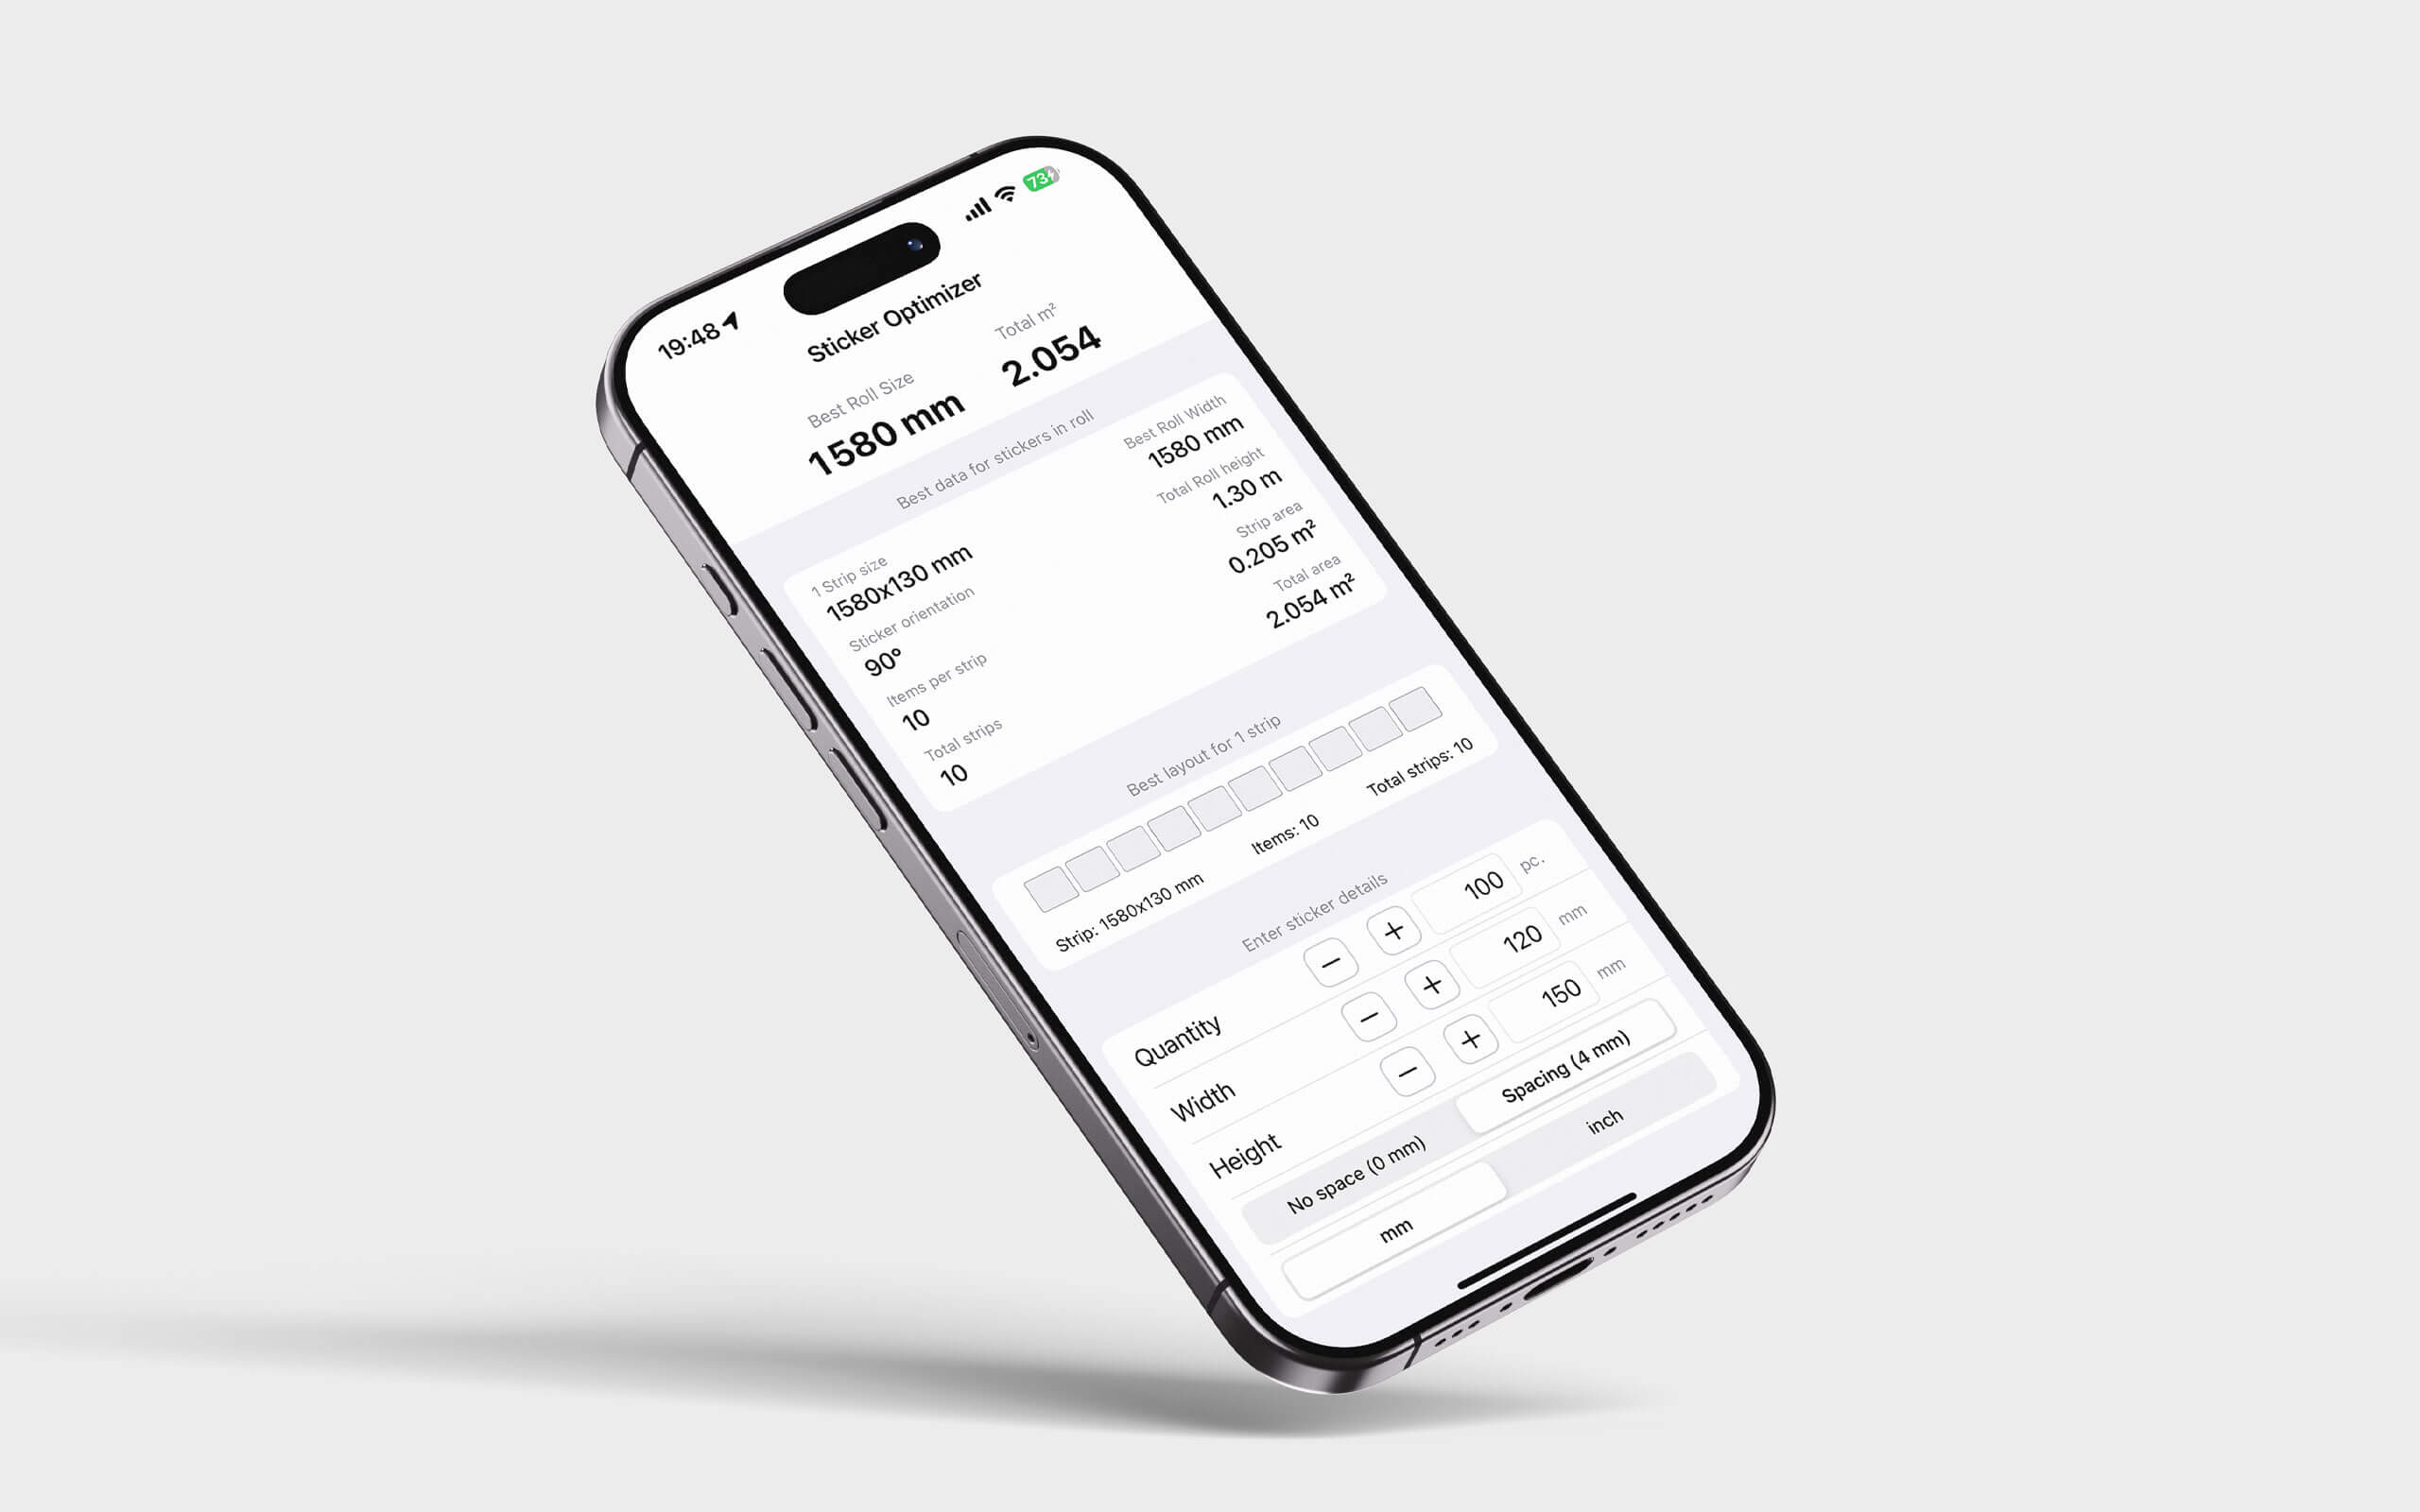 19:48
73
Sticker Optimizer
Best Roll Size
1580 mm
Total m²
2.054
Best data for stickers in roll
1 Strip size
1580x130 mm
Best Roll Width
1580 mm
Sticker orientation
90°
Total Roll height
1.30 m
Items per strip
10
Strip area
0.205 m²
Total strips
10
Total area
2.054 m²
Best layout for 1 strip
Strip: 1580x130 mm
Items: 10
Total strips: 10
Enter sticker details
Quantity − + 100 pc.
Width − + 120 mm
Height − + 150 mm
No space (0 mm)
Spacing (4 mm)
mm
inch